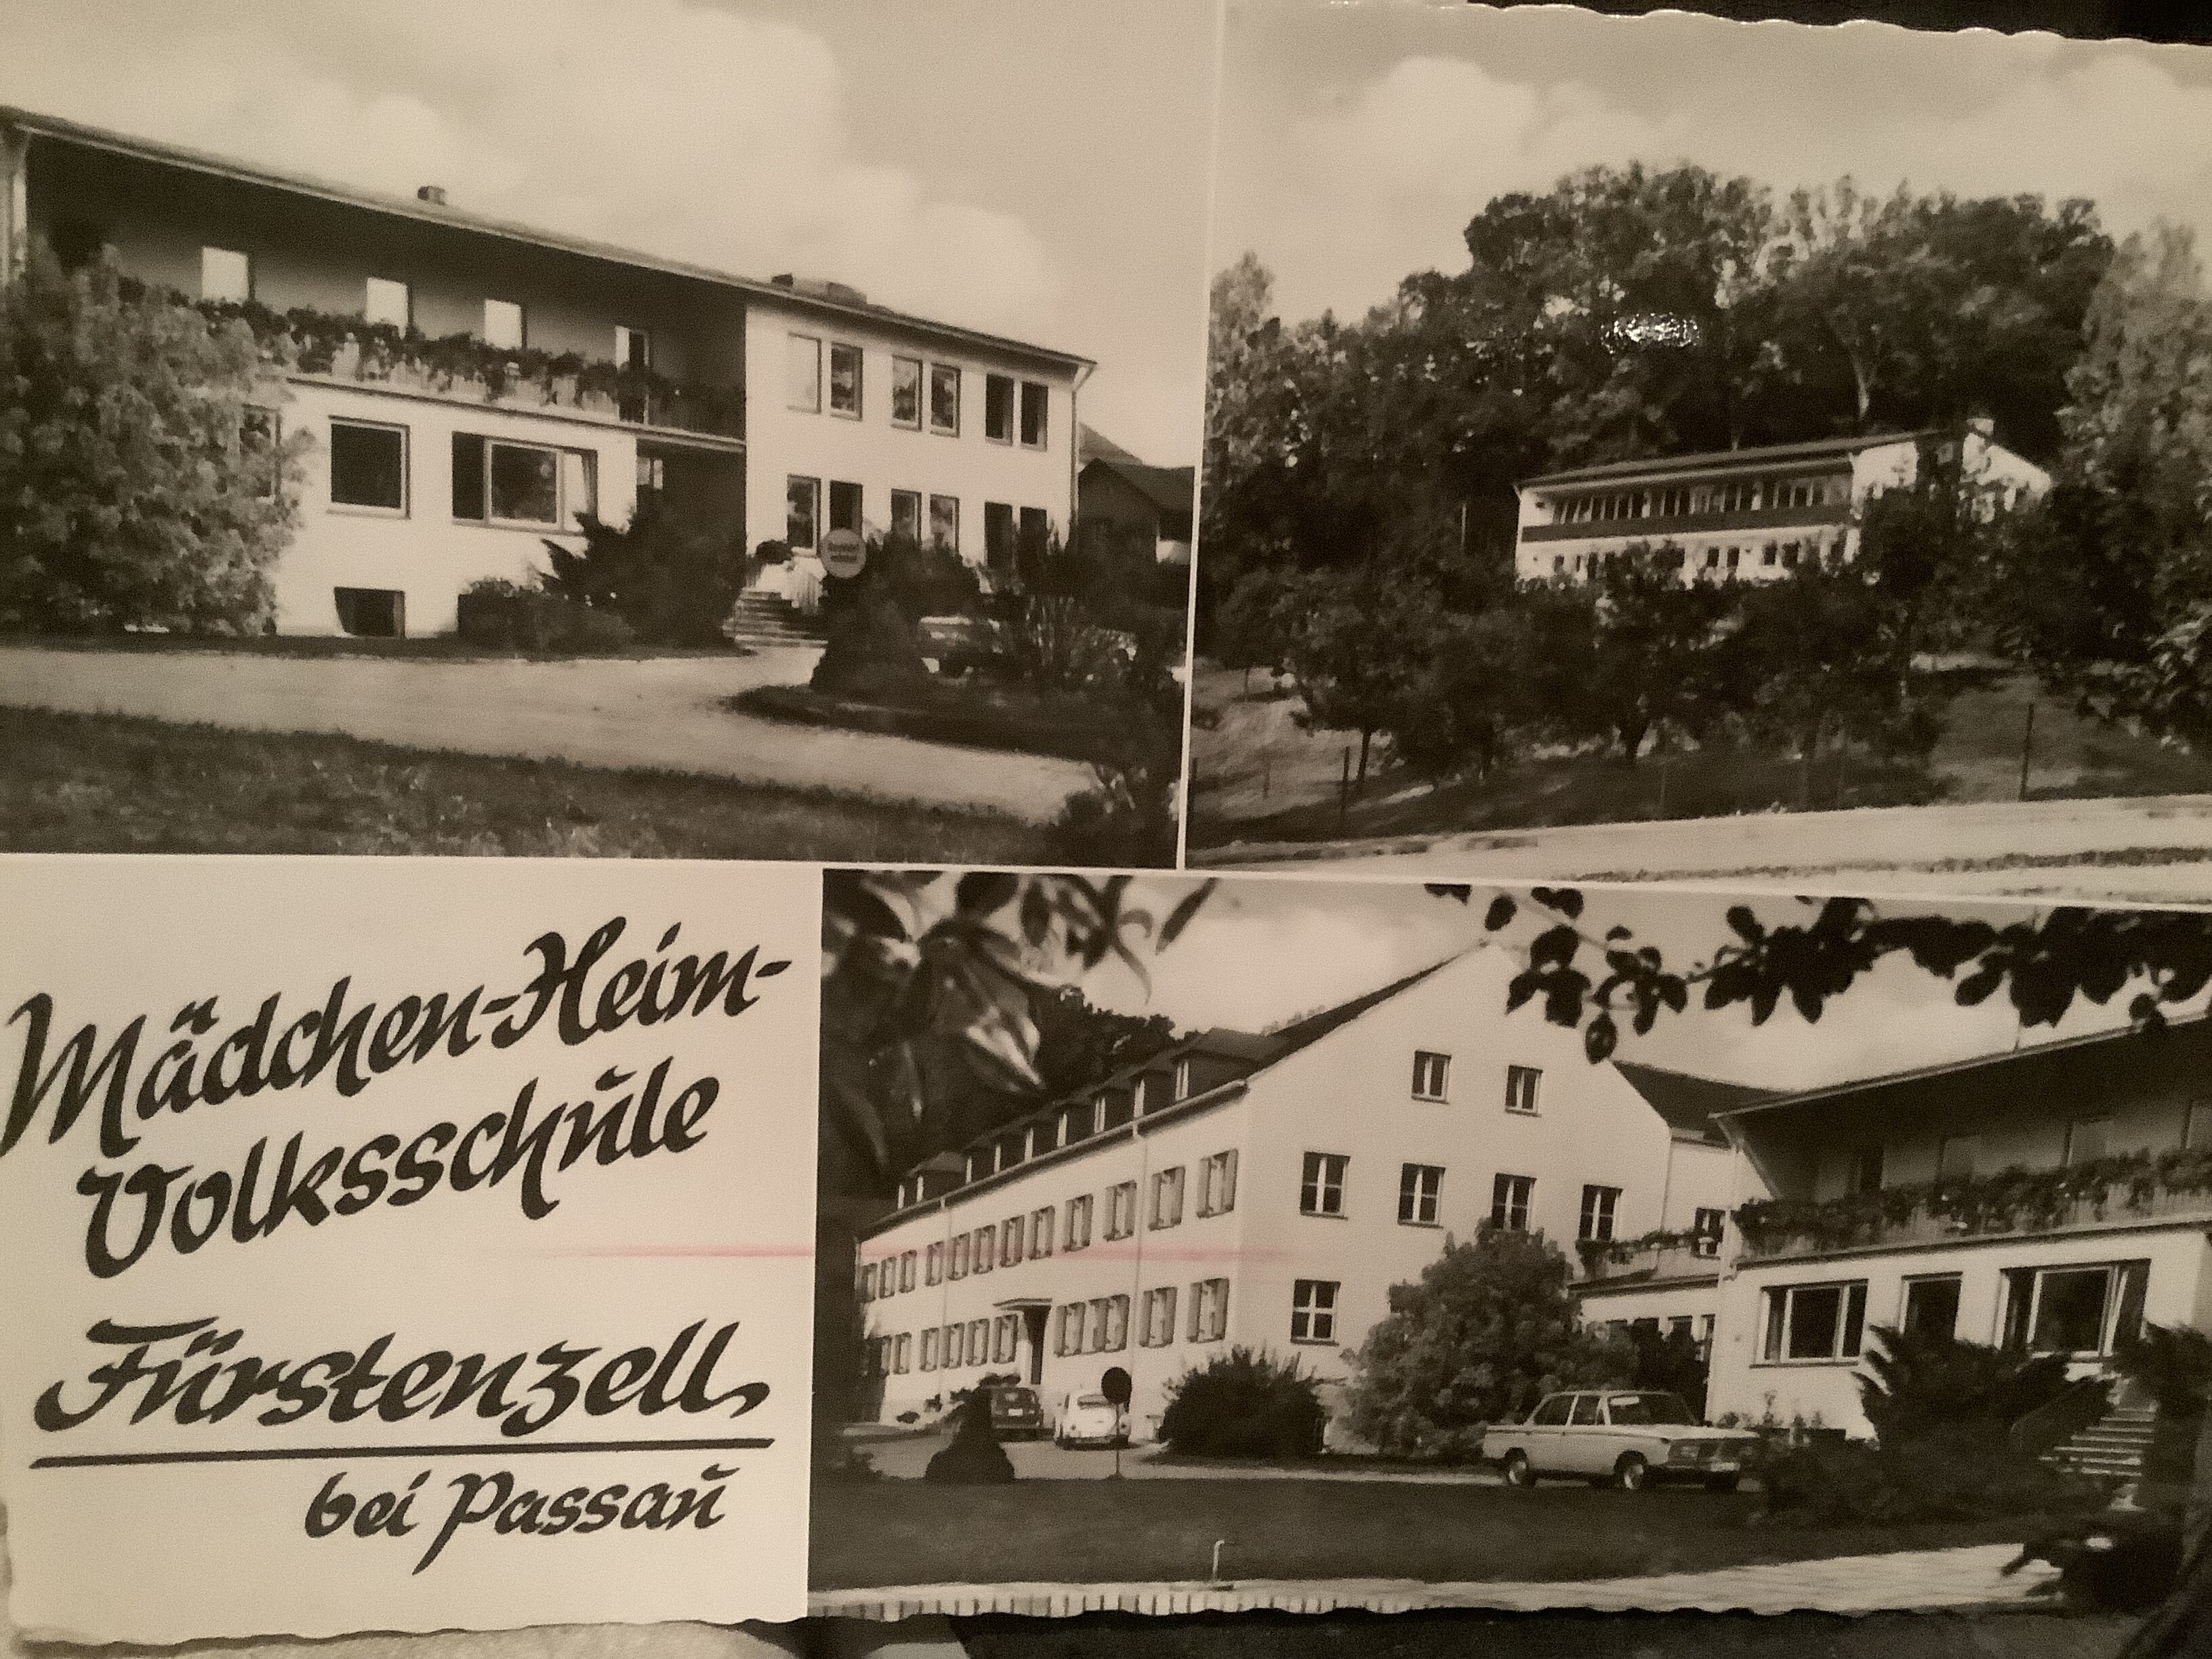 Mädchen-Heim-
Volksschule
Fürstenzell,
bei Passau